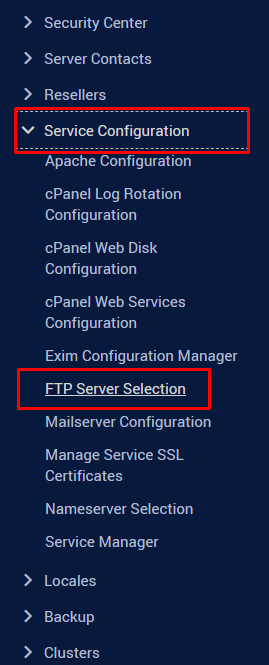 Security Center
Server Contacts
Resellers
Service Configuration
Apache Configuration
cPanel Log Rotation
Configuration
cPanel Web Disk
Configuration
cPanel Web Services
Configuration
Exim Configuration Manager
FTP Server Selection
Mailserver Configuration
Manage Service SSL
Certificates
Nameserver Selection
Service Manager
Locales
Backup
Clusters